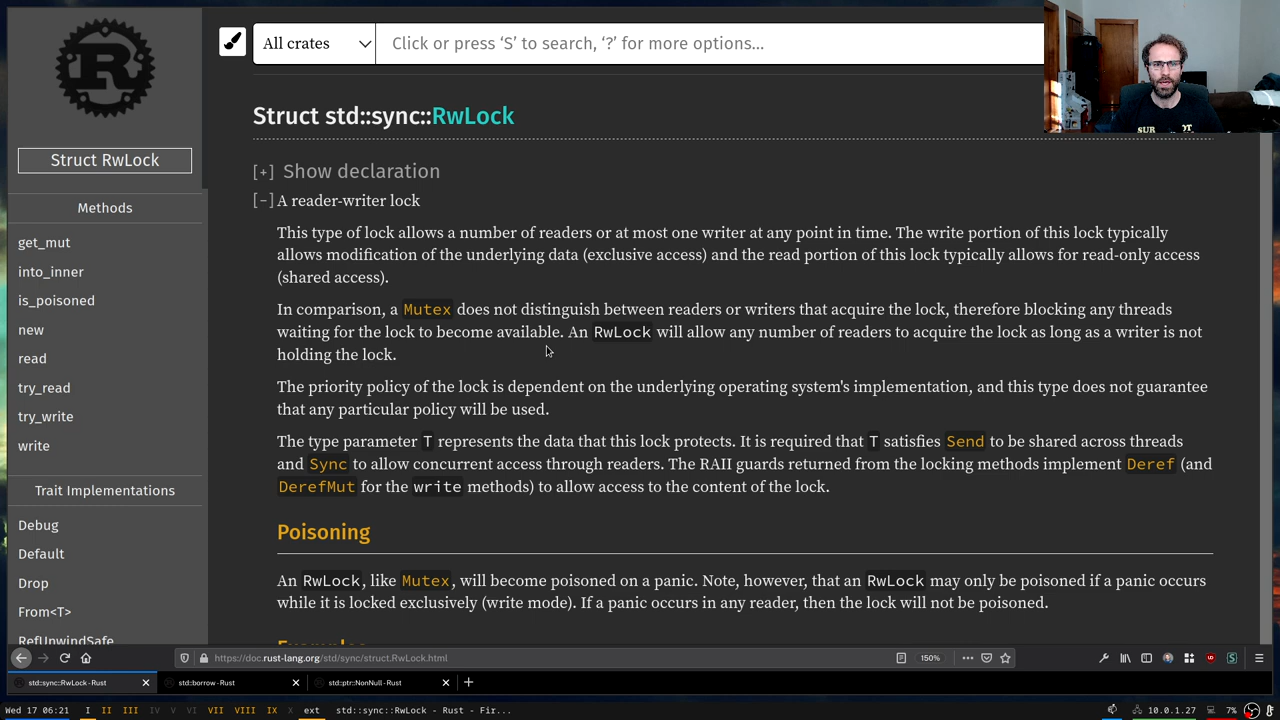 All crates
Click or press ‘S’ to search, ‘?’ for more options…
Struct std::sync::RwLock
Struct RwLock
Methods
get_mut
into_inner
is_poisoned
new
read
try_read
try_write
write
Trait Implementations
Debug
Default
Drop
From<T>
RefUnwindSafe
[+] Show declaration
[−] A reader-writer lock
This type of lock allows a number of readers or at most one writer at any point in time. The write portion of this lock typically
allows modification of the underlying data (exclusive access) and the read portion of this lock typically allows for read-only access
(shared access).
In comparison, a Mutex does not distinguish between readers or writers that acquire the lock, therefore blocking any threads
waiting for the lock to become available. An RwLock will allow any number of readers to acquire the lock as long as a writer is not
holding the lock.
The priority policy of the lock is dependent on the underlying operating system's implementation, and this type does not guarantee
that any particular policy will be used.
The type parameter T represents the data that this lock protects. It is required that T satisfies Send to be shared across threads
and Sync to allow concurrent access through readers. The RAII guards returned from the locking methods implement Deref (and
DerefMut for the write methods) to allow access to the content of the lock.
Poisoning
An RwLock, like Mutex, will become poisoned on a panic. Note, however, that an RwLock may only be poisoned if a panic occurs
while it is locked exclusively (write mode). If a panic occurs in any reader, then the lock will not be poisoned.
Examples
https://doc.rust-lang.org/std/sync/struct.RwLock.html
150%
std::sync::RwLock - Rust
std::borrow - Rust
std::ptr::NonNull - Rust
Wed 17 06:21 I II III IV V VI VII VIII IX X ext std::sync::RwLock - Rust - Fir... 10.0.1.27 7%
SUB